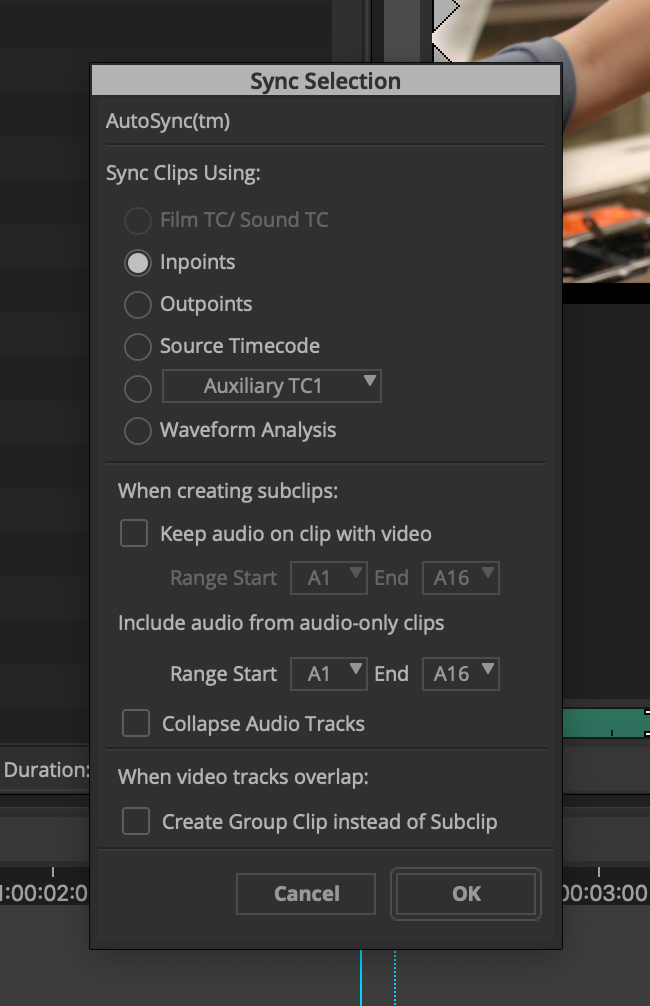 Sync Selection
AutoSync(tm)
Sync Clips Using:
Film TC/ Sound TC
Inpoints
Outpoints
Source Timecode
Auxiliary TC1
Waveform Analysis
When creating subclips:
Keep audio on clip with video
Range Start A1 End A16
Include audio from audio-only clips
Range Start A1 End A16
Collapse Audio Tracks
Duration:
When video tracks overlap:
Create Group Clip instead of Subclip
Cancel OK
:00:02:0 00:03:00